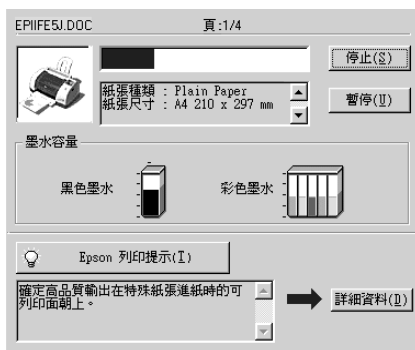 EPIIFE5J.DOC 頁:1/4
停止(S)
紙張種類 : Plain Paper
紙張尺寸 : A4 210 x 297 mm
暫停(U)
墨水容量
黑色墨水 彩色墨水
Epson 列印提示(I)
確定高品質輸出在特殊紙張進紙時的可
列印面朝上。
詳細資料(D)